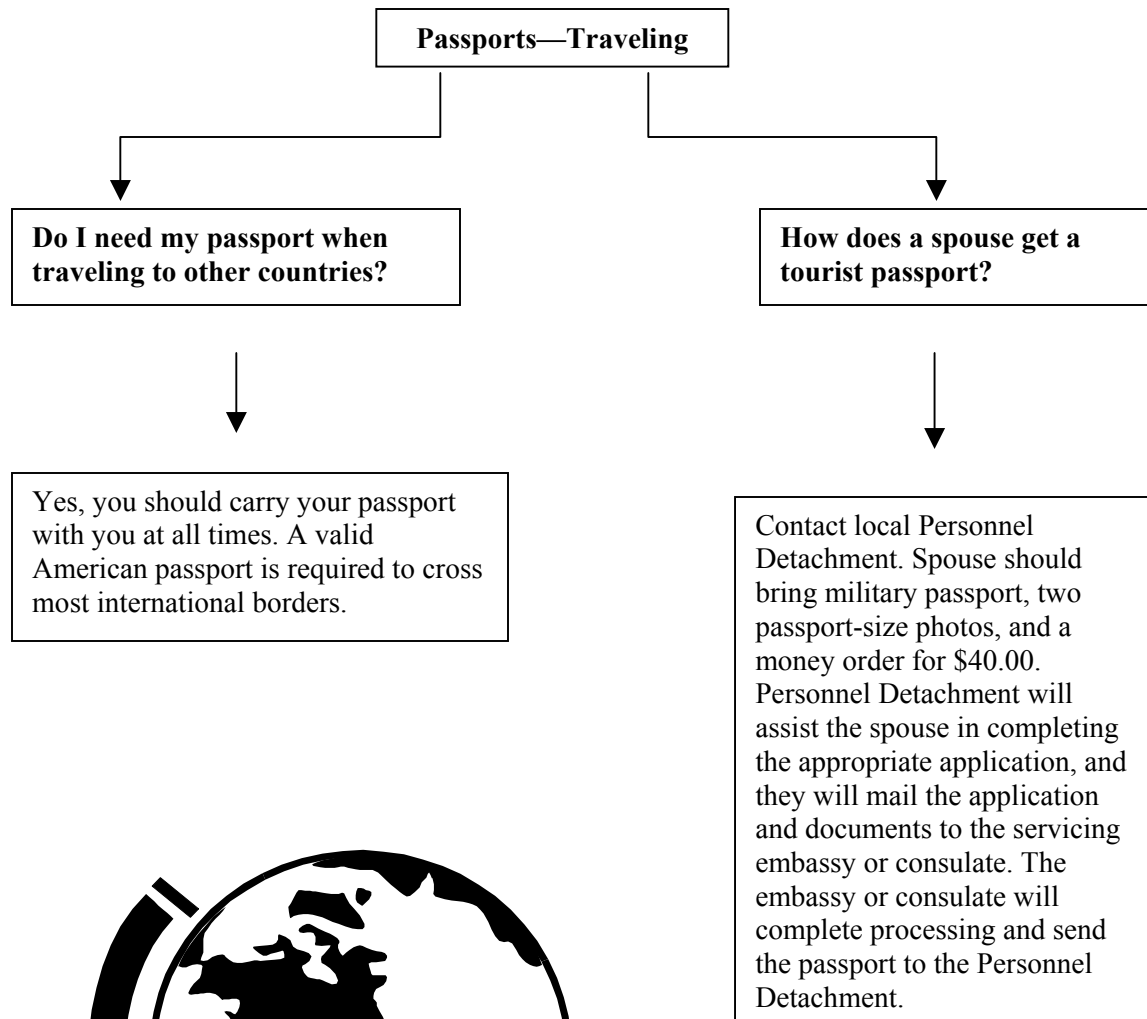 Passports—Traveling
Do I need my passport when
traveling to other countries?
Yes, you should carry your passport
with you at all times. A valid
American passport is required to cross
most international borders.
How does a spouse get a
tourist passport?
Contact local Personnel
Detachment. Spouse should
bring military passport, two
passport-size photos, and a
money order for $40.00.
Personnel Detachment will
assist the spouse in completing
the appropriate application, and
they will mail the application
and documents to the servicing
embassy or consulate. The
embassy or consulate will
complete processing and send
the passport to the Personnel
Detachment.